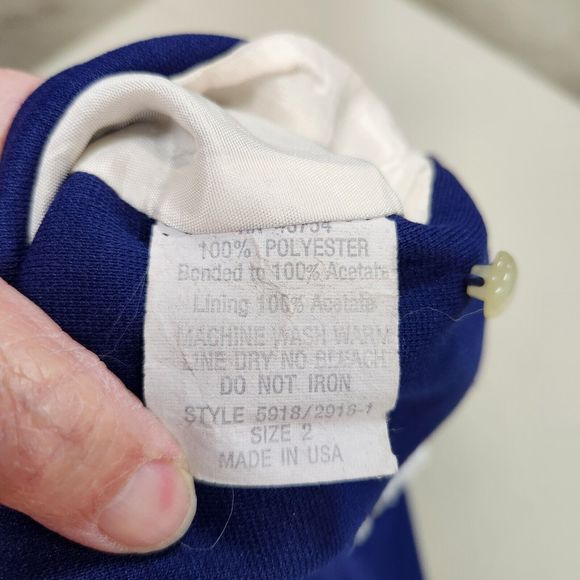 100% POLYESTER
Bonded to 100% Acetate
Lining 100% Acetate
MACHINE WASH WARM
LINE DRY NO BLEACH
DO NOT IRON
STYLE 5918/2916-1
SIZE 2
MADE IN USA